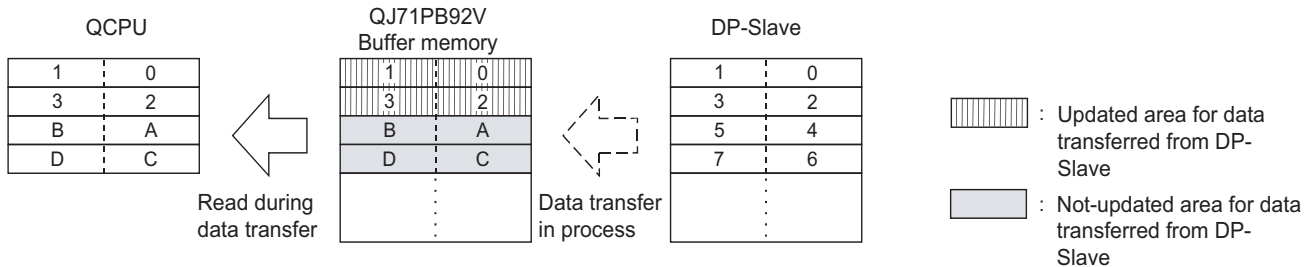 QCPU
QJ71PB92V
Buffer memory
DP-Slave
1 0
3 2
B A
D C
1 0
3 2
B A
D C
1 0
3 2
5 4
7 6
Read during
data transfer
Data transfer
in process
: Updated area for data
transferred from DP-
Slave
: Not-updated area for data
transferred from DP-
Slave